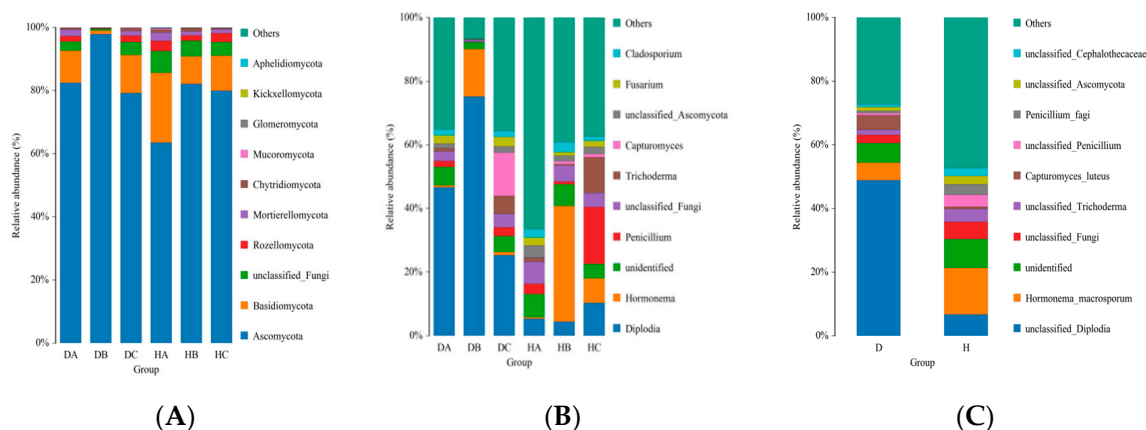 100%
80%
60%
40%
20%
0%
Relative abundance (%)
DA DB DC HA HB HC
Group
Others
Aphelidiomycota
Kickxellomycota
Glomeromycota
Mucoromycota
Chytridiomycota
Mortierellomycota
Rozellomycota
unclassified_Fungi
Basidiomycota
Ascomycota
(A)
100%
80%
60%
40%
20%
0%
Relative abundance (%)
DA DB DC HA HB HC
Group
Others
Cladosporium
Fusarium
unclassified_Ascomycota
Capturomyces
Trichoderma
unclassified_Fungi
Penicillium
unidentified
Hormonema
Diplodia
(B)
100%
80%
60%
40%
20%
0%
Relative abundance (%)
D H
Group
Others
unclassified_Cephalothecaceae
unclassified_Ascomycota
Penicillium_fagi
unclassified_Penicillium
Capturomyces_luteus
unclassified_Trichoderma
unclassified_Fungi
unidentified
Hormonema_macrosporum
unclassified_Diplodia
(C)